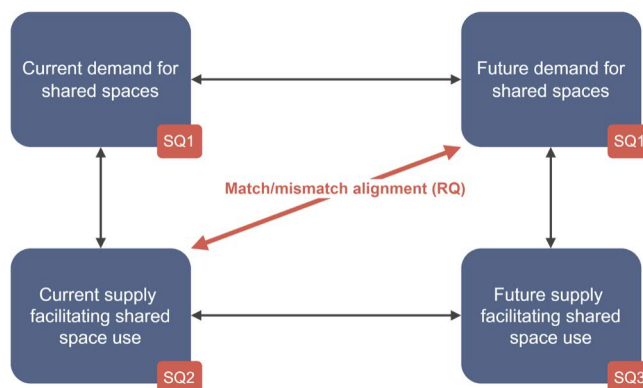 Current demand for
shared spaces
SQ1
Future demand for
shared spaces
SQ1
Match/mismatch alignment (RQ)
Current supply
facilitating shared
space use
SQ2
Future supply
facilitating shared
space use
SQ3